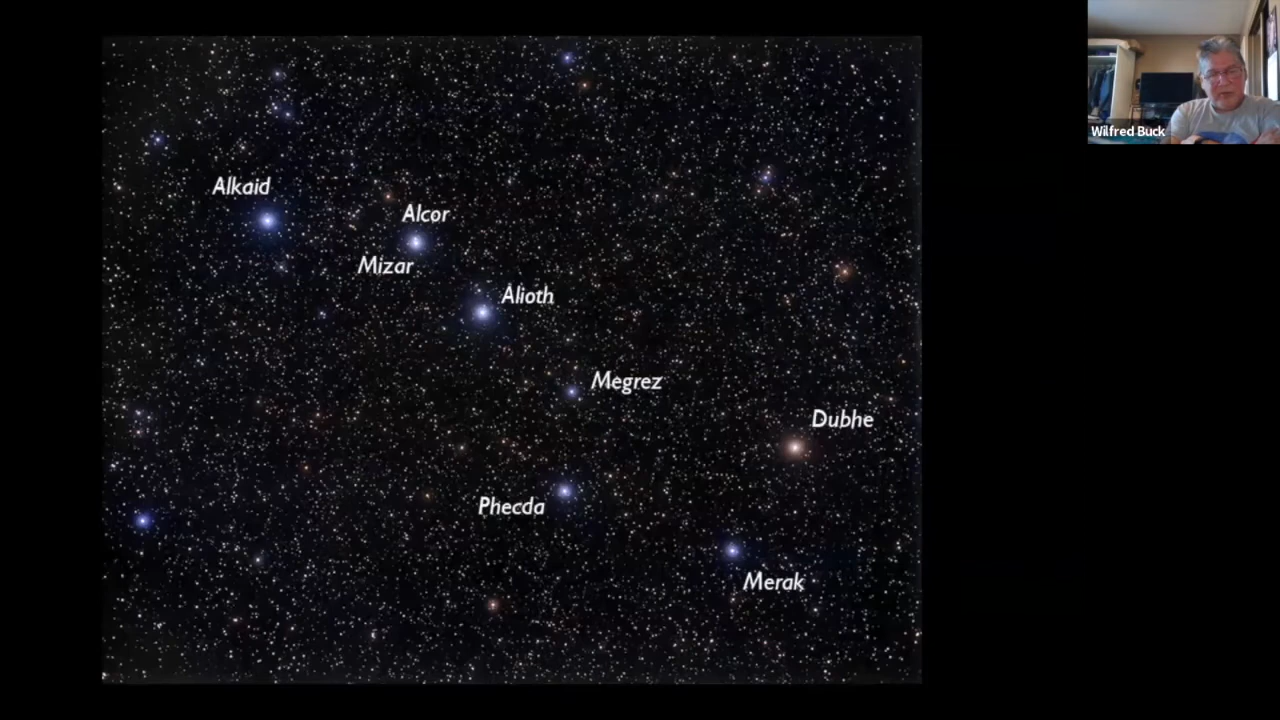 Wilfred Buck
Alkaid
Alcor
Mizar
Alioth
Megrez
Dubhe
Phecda
Merak